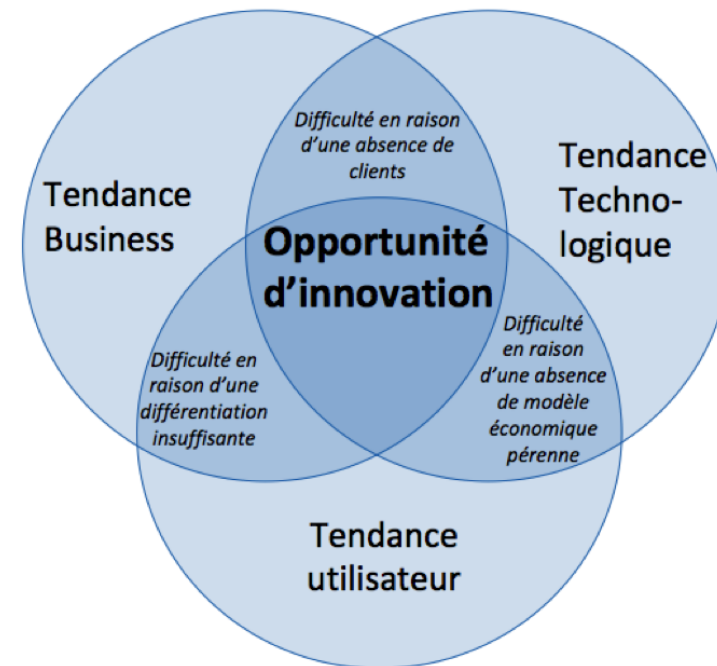 Difficulté en raison
d'une absence de
clients
Tendance
Business
Tendance
Techno-
logique
Opportunité
d'innovation
Difficulté en
raison d'une
différentiation
insuffisante
Difficulté
en raison
d'une absence
de modèle
économique
pérenne
Tendance
utilisateur